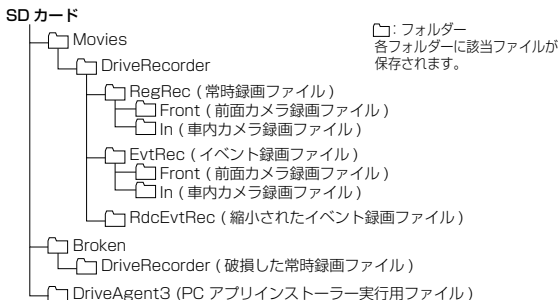 SD カード
：フォルダー
各フォルダーに該当ファイルが
保存されます。
Movies
DriveRecorder
RegRec ( 常時録画ファイル )
Front ( 前面カメラ録画ファイル )
In ( 車内カメラ録画ファイル )
EvtRec ( イベント録画ファイル )
Front ( 前面カメラ録画ファイル )
In ( 車内カメラ録画ファイル )
RdcEvtRec ( 縮小されたイベント録画ファイル )
Broken
DriveRecorder ( 破損した常時録画ファイル )
DriveAgent3 (PC アプリインストーラー実行用ファイル )